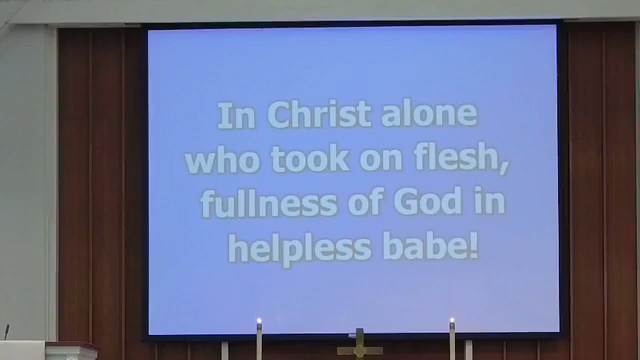 In Christ alone
who took on flesh,
fullness of God in
helpless babe!